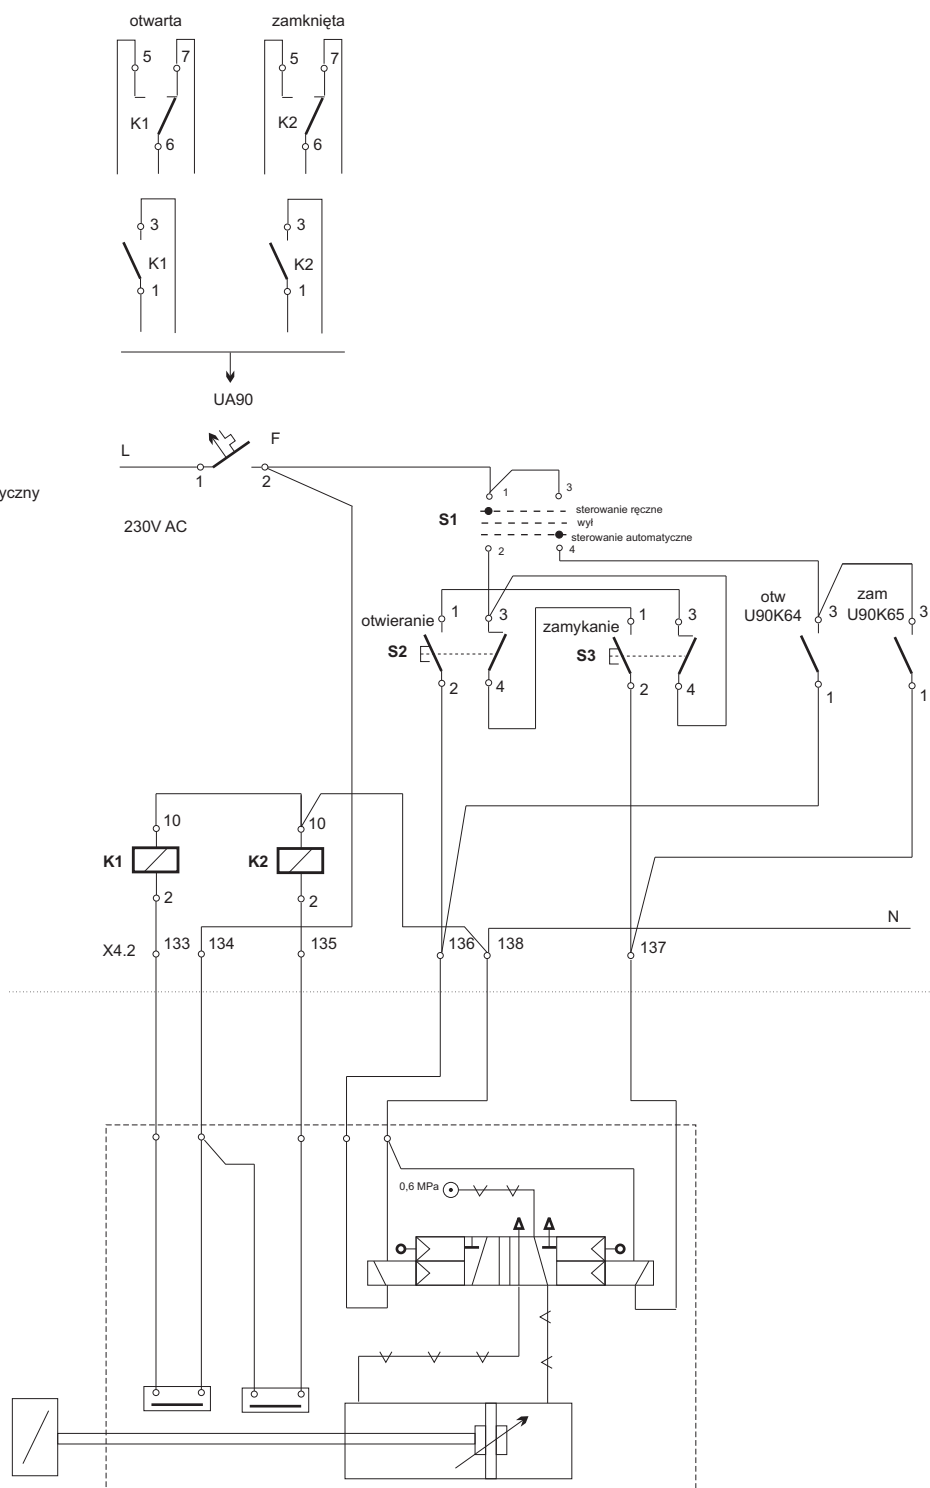 otwarta zamknięta
5 7 5 7
K1 K2
6 6
3 3
K1 K2
1 1
UA90
L F
1 2
yczny
230V AC
1 3
S1 sterowanie ręczne
wył
sterowanie automatyczne
2 4
otw zam
U90K64 3 U90K65 3
otwieranie 1 3 zamykanie 1 3
S2 S3
2 4 2 4
1 1
10 10
K1 K2
2 2
N
X4.2 133 134 135 136 138 137
0,6 MPa